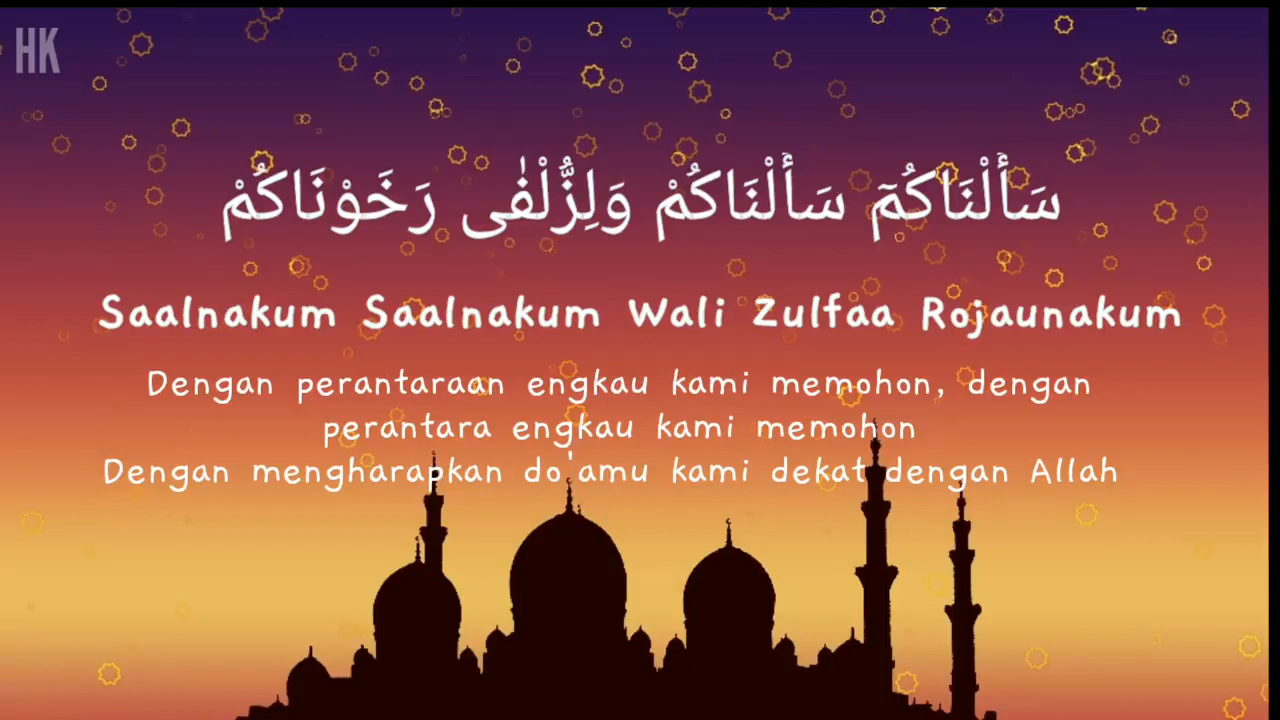 HK
سَأَلْنَاكُمْ سَأَلْنَاكُمْ وَلِزُّلْفٰى رَخَوْنَاكُمْ
Saalnakum Saalnakum Wali Zulfaa Rojaunakum
Dengan perantaraan engkau kami memohon, dengan
perantara engkau kami memohon
Dengan mengharapkan do'amu kami dekat dengan Allah